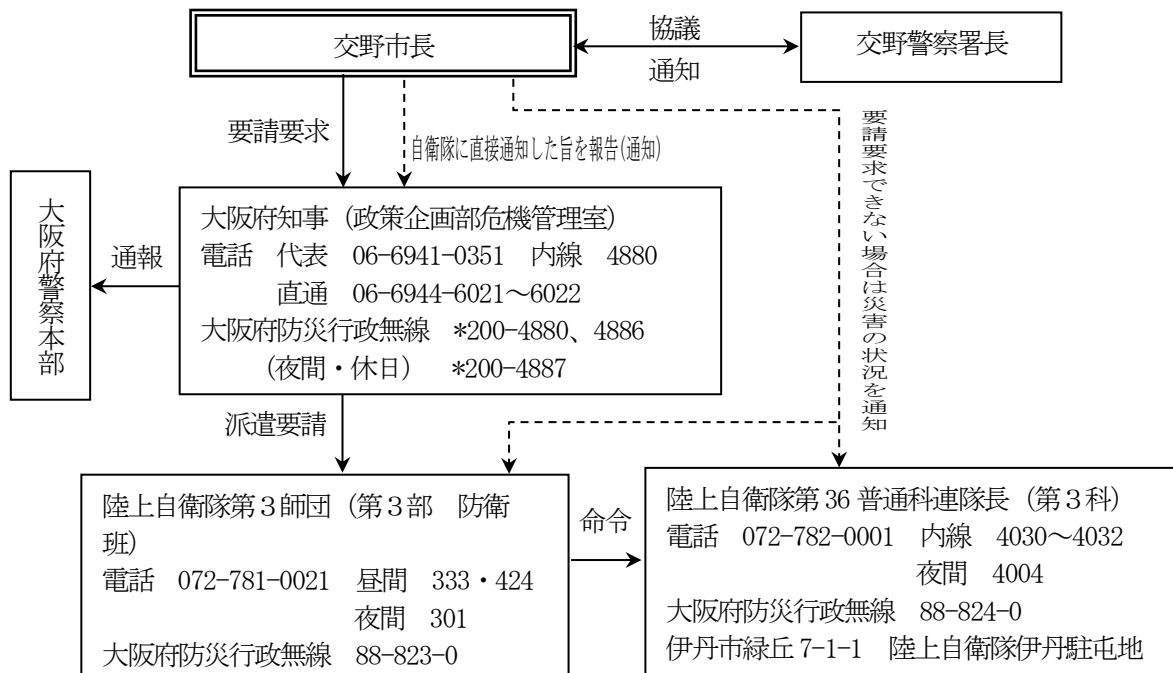 交野市長
協議
通知
交野警察署長
要請要求
自衛隊に直接通知した旨を報告(通知)
要請要求できない場合は災害の状況を通知
大阪府警察本部
通報
大阪府知事（政策企画部危機管理室）
電話　代表　06-6941-0351　内線　4880
直通　06-6944-6021～6022
大阪府防災行政無線　*200-4880、4886
（夜間・休日）　*200-4887
派遣要請
陸上自衛隊第３師団（第３部　防衛
班）
電話　072-781-0021　昼間　333・424
夜間　301
大阪府防災行政無線　88-823-0
命令
陸上自衛隊第 36 普通科連隊長（第３科）
電話　072-782-0001　内線　4030～4032
夜間　4004
大阪府防災行政無線　88-824-0
伊丹市緑丘 7-1-1　陸上自衛隊伊丹駐屯地